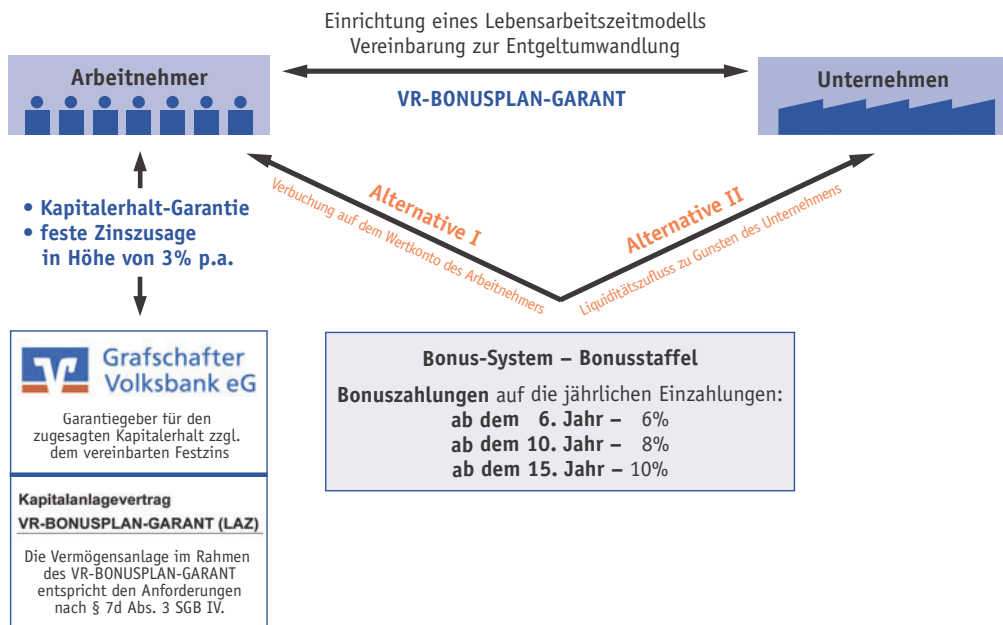 Einrichtung eines Lebensarbeitszeitmodells
Vereinbarung zur Entgeltumwandlung
Arbeitnehmer
Unternehmen
VR-BONUSPLAN-GARANT
• Kapitalerhalt-Garantie
• feste Zinszusage
in Höhe von 3% p.a.
Alternative I
Verbuchung auf dem Wertkonto des Arbeitnehmers
Alternative II
Liquiditätszufluss zu Gunsten des Unternehmens
Grafschafter
Volksbank eG
Garantiegeber für den
zugesagten Kapitalerhalt zzgl.
dem vereinbarten Festzins
Kapitalanlagevertrag
VR-BONUSPLAN-GARANT (LAZ)
Die Vermögensanlage im Rahmen
des VR-BONUSPLAN-GARANT
entspricht den Anforderungen
nach § 7d Abs. 3 SGB IV.
Bonus-System – Bonusstaffel
Bonuszahlungen auf die jährlichen Einzahlungen:
ab dem 6. Jahr – 6%
ab dem 10. Jahr – 8%
ab dem 15. Jahr – 10%